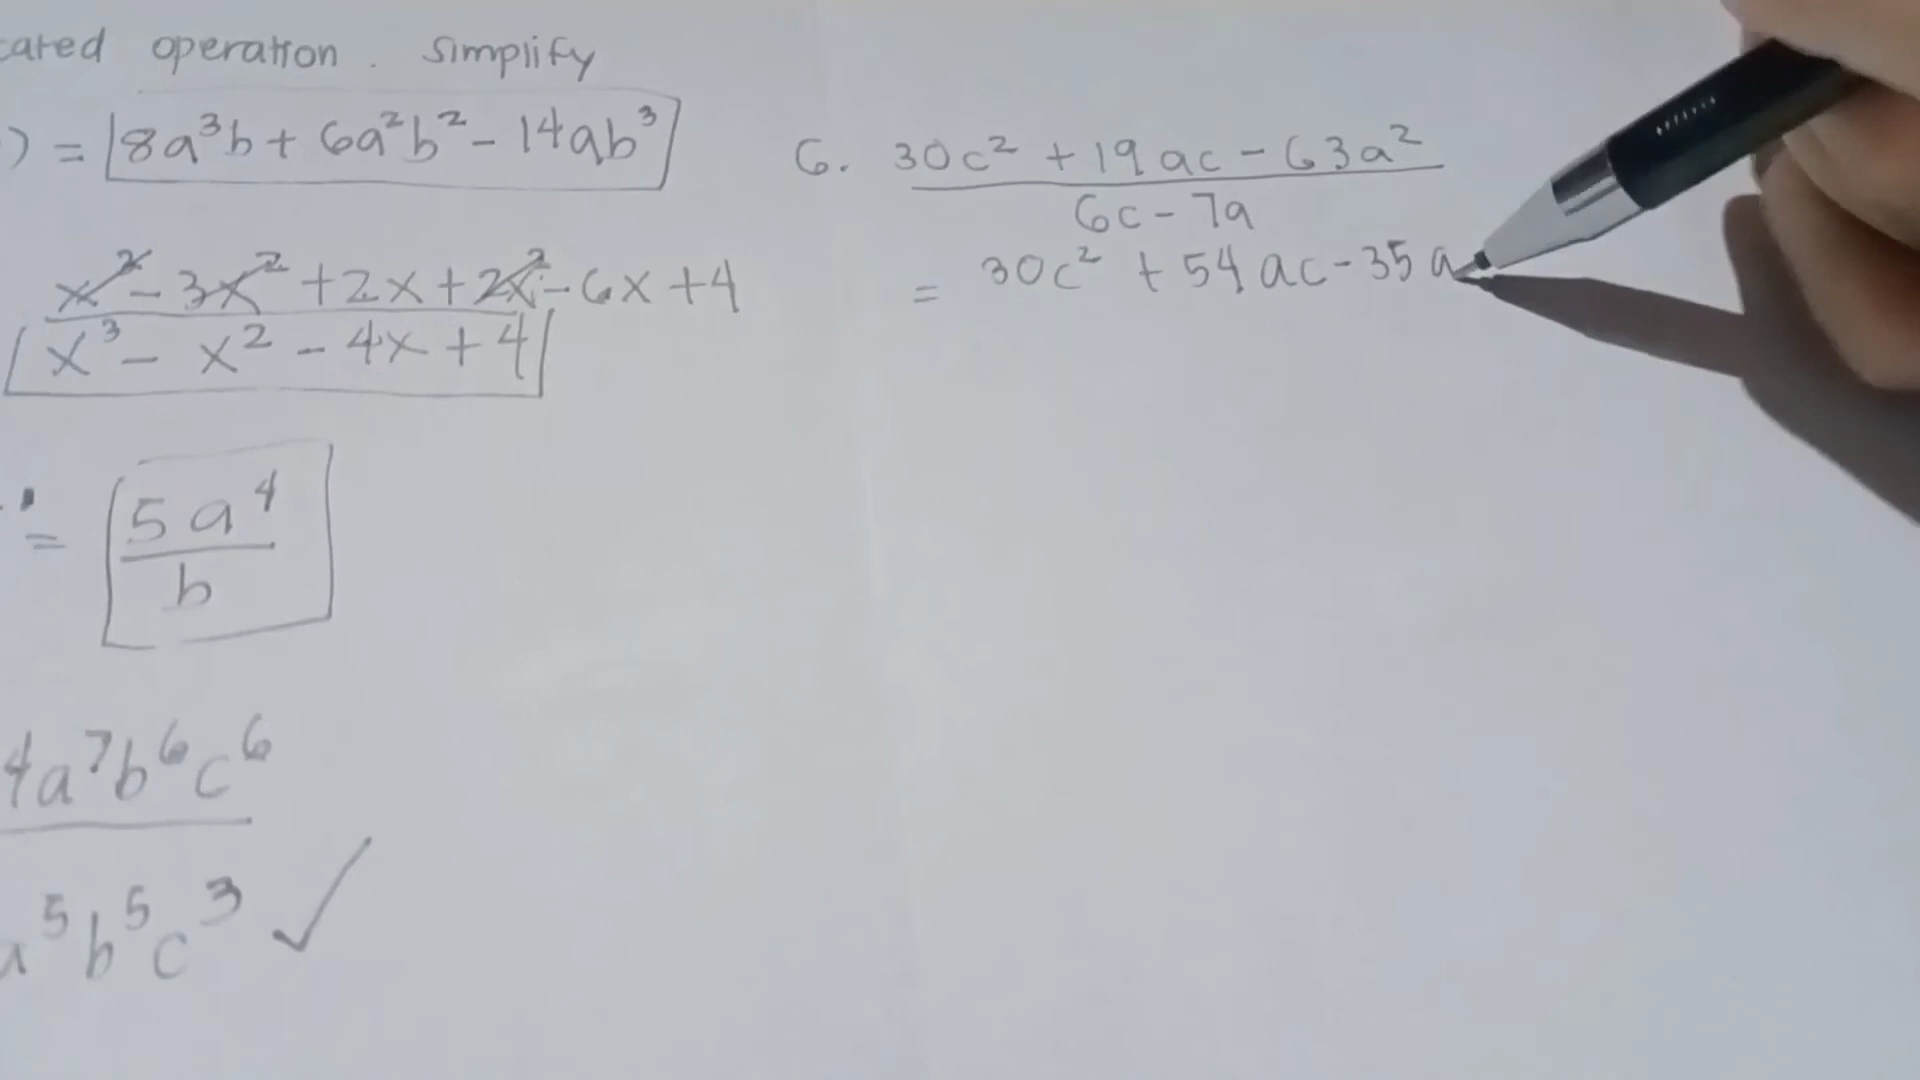 operation. simplify
) = 8a³b + 6a²b² - 14ab³
x² - 3x² + 2x + 2x² - 6x + 4
x³ - x² - 4x + 4
= 5a⁴
b
4a⁷b⁶c⁶
a⁵b⁵c³ ✓
6. 30c² + 19ac - 63a²
6c - 7a
= 30c² + 54ac - 35a